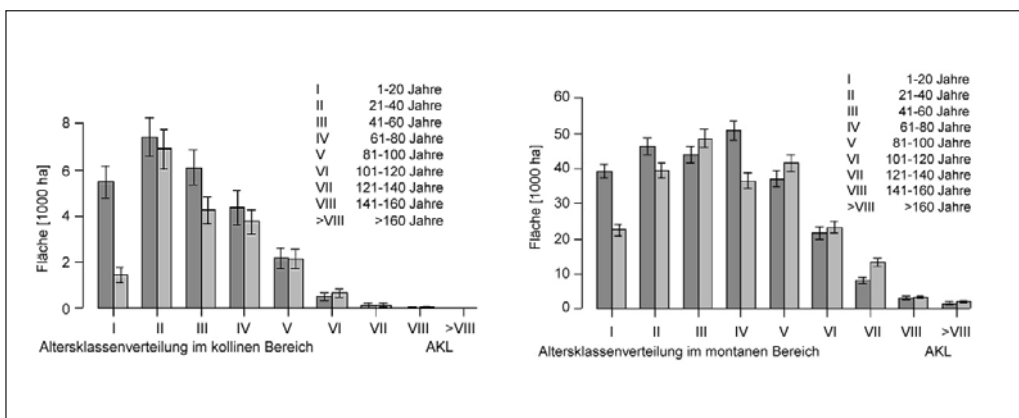 Fläche [1000 ha]
8
6
4
2
0
I 1-20 Jahre
II 21-40 Jahre
III 41-60 Jahre
IV 61-80 Jahre
V 81-100 Jahre
VI 101-120 Jahre
VII 121-140 Jahre
VIII 141-160 Jahre
>VIII >160 Jahre
I II III IV V VI VII VIII >VIII
Altersklassenverteilung im kollinen Bereich AKL
Fläche [1000 ha]
60
50
40
30
20
10
0
I 1-20 Jahre
II 21-40 Jahre
III 41-60 Jahre
IV 61-80 Jahre
V 81-100 Jahre
VI 101-120 Jahre
VII 121-140 Jahre
VIII 141-160 Jahre
>VIII >160 Jahre
I II III IV V VI VII VIII >VIII
Altersklassenverteilung im montanen Bereich AKL